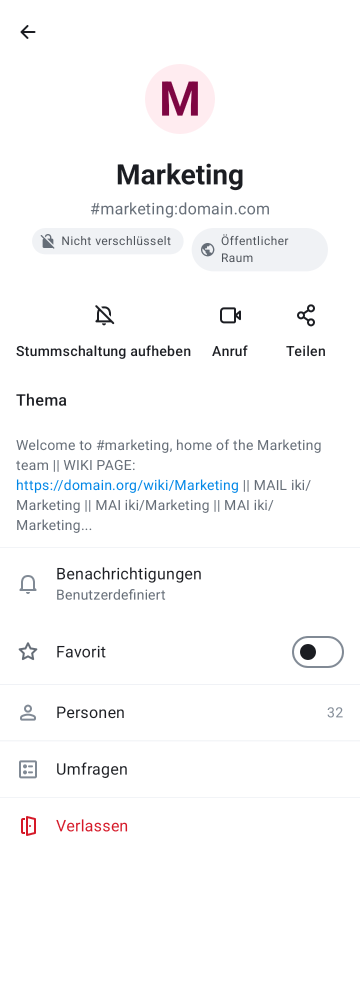 M
Marketing
#marketing:domain.com
Nicht verschlüsselt
Öffentlicher
Raum
Stummschaltung aufheben
Anruf
Teilen
Thema
Welcome to #marketing, home of the Marketing
team || WIKI PAGE:
https://domain.org/wiki/Marketing || MAIL iki/
Marketing || MAI iki/Marketing || MAI iki/
Marketing...
Benachrichtigungen
Benutzerdefiniert
Favorit
Personen 32
Umfragen
Verlassen